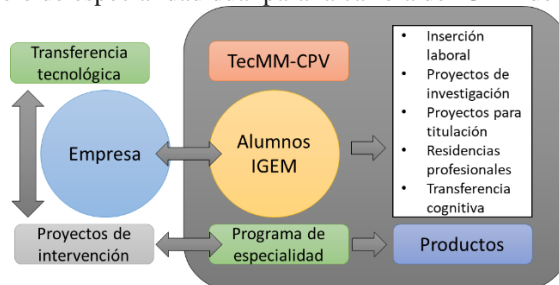 Transferencia
tecnológica
TecMM-CPV
Empresa
Alumnos
IGEM
• Inserción
laboral
• Proyectos de
investigación
• Proyectos para
titulación
• Residencias
profesionales
• Transferencia
cognitiva
Proyectos de
intervención
Programa de
especialidad
Productos